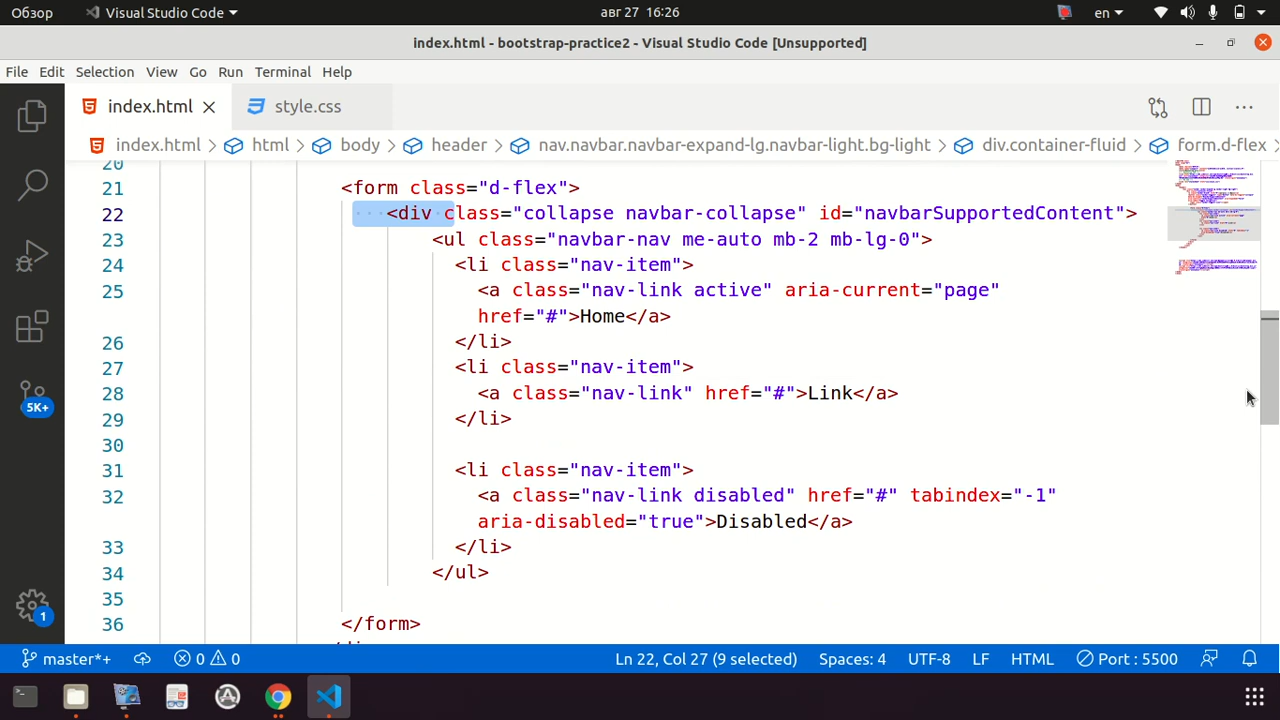 Обзор Visual Studio Code авг 27 16:26 en
index.html - bootstrap-practice2 - Visual Studio Code [Unsupported]
File Edit Selection View Go Run Terminal Help
index.html style.css
index.html html body header nav.navbar.navbar-expand-lg.navbar-light.bg-light div.container-fluid form.d-flex
20
21 <form class="d-flex">
22 ···<div class="collapse navbar-collapse" id="navbarSupportedContent">
23 <ul class="navbar-nav me-auto mb-2 mb-lg-0">
24 <li class="nav-item">
25 <a class="nav-link active" aria-current="page"
href="#">Home</a>
26 </li>
27 <li class="nav-item">
28 <a class="nav-link" href="#">Link</a>
29 </li>
30
31 <li class="nav-item">
32 <a class="nav-link disabled" href="#" tabindex="-1"
aria-disabled="true">Disabled</a>
33 </li>
34 </ul>
35
36 </form>
5K+
1
master*+ 0 0 Ln 22, Col 27 (9 selected) Spaces: 4 UTF-8 LF HTML Port : 5500